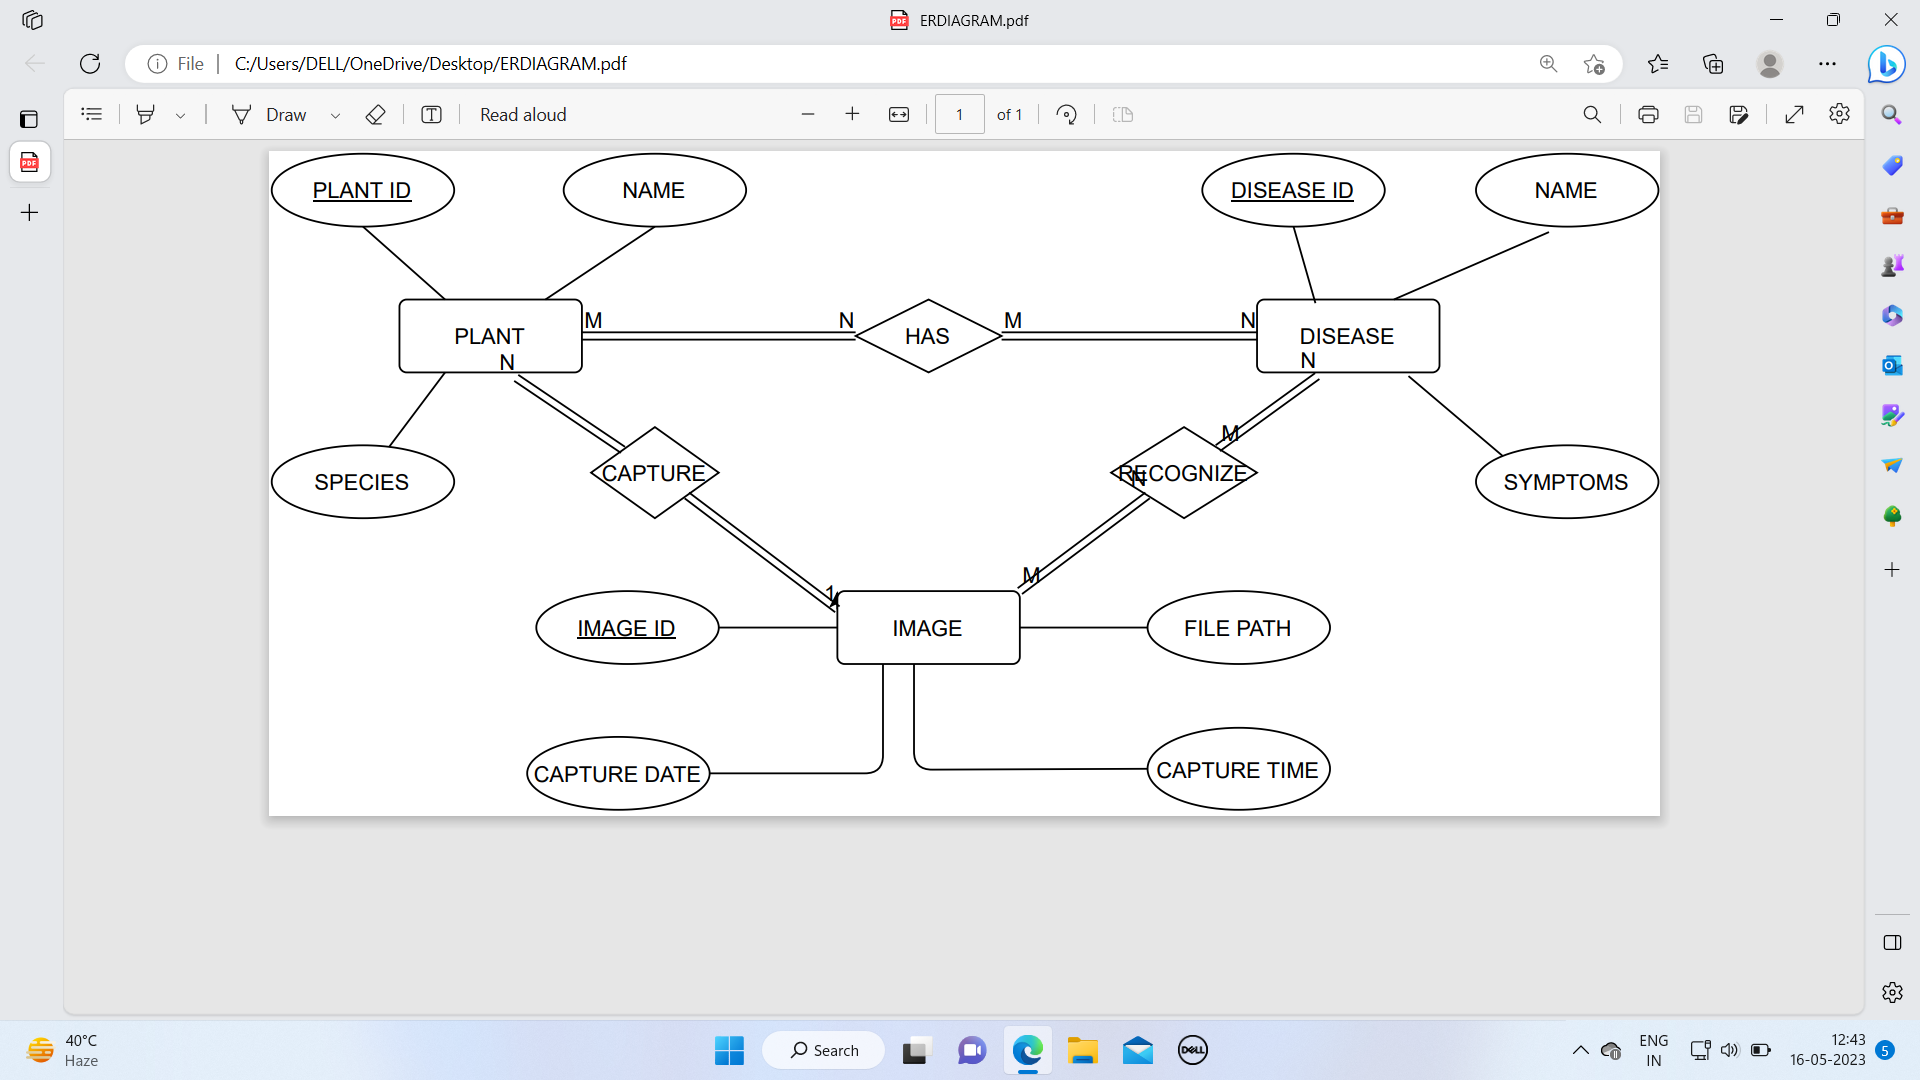 ERDIAGRAM.pdf
File
C:/Users/DELL/OneDrive/Desktop/ERDIAGRAM.pdf
Draw
Read aloud
1
of 1
PLANT ID
NAME
DISEASE ID
NAME
PLANT
M
N
HAS
M
N
DISEASE
N
N
M
SPECIES
CAPTURE
RECOGNIZE
N
SYMPTOMS
1
M
IMAGE ID
IMAGE
FILE PATH
CAPTURE DATE
CAPTURE TIME
40°C
Haze
Search
DELL
ENG
IN
12:43
16-05-2023
5